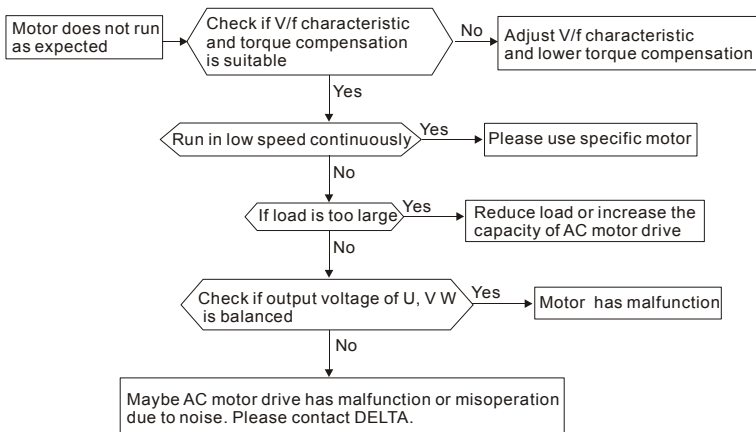 Motor does not run
as expected
Check if V/f characteristic
and torque compensation
is suitable
No
Adjust V/f characteristic
and lower torque compensation
Yes
Run in low speed continuously
Yes
Please use specific motor
No
If load is too large
Yes
Reduce load or increase the
capacity of AC motor drive
No
Check if output voltage of U, V W
is balanced
Yes
Motor has malfunction
No
Maybe AC motor drive has malfunction or misoperation
due to noise. Please contact DELTA.